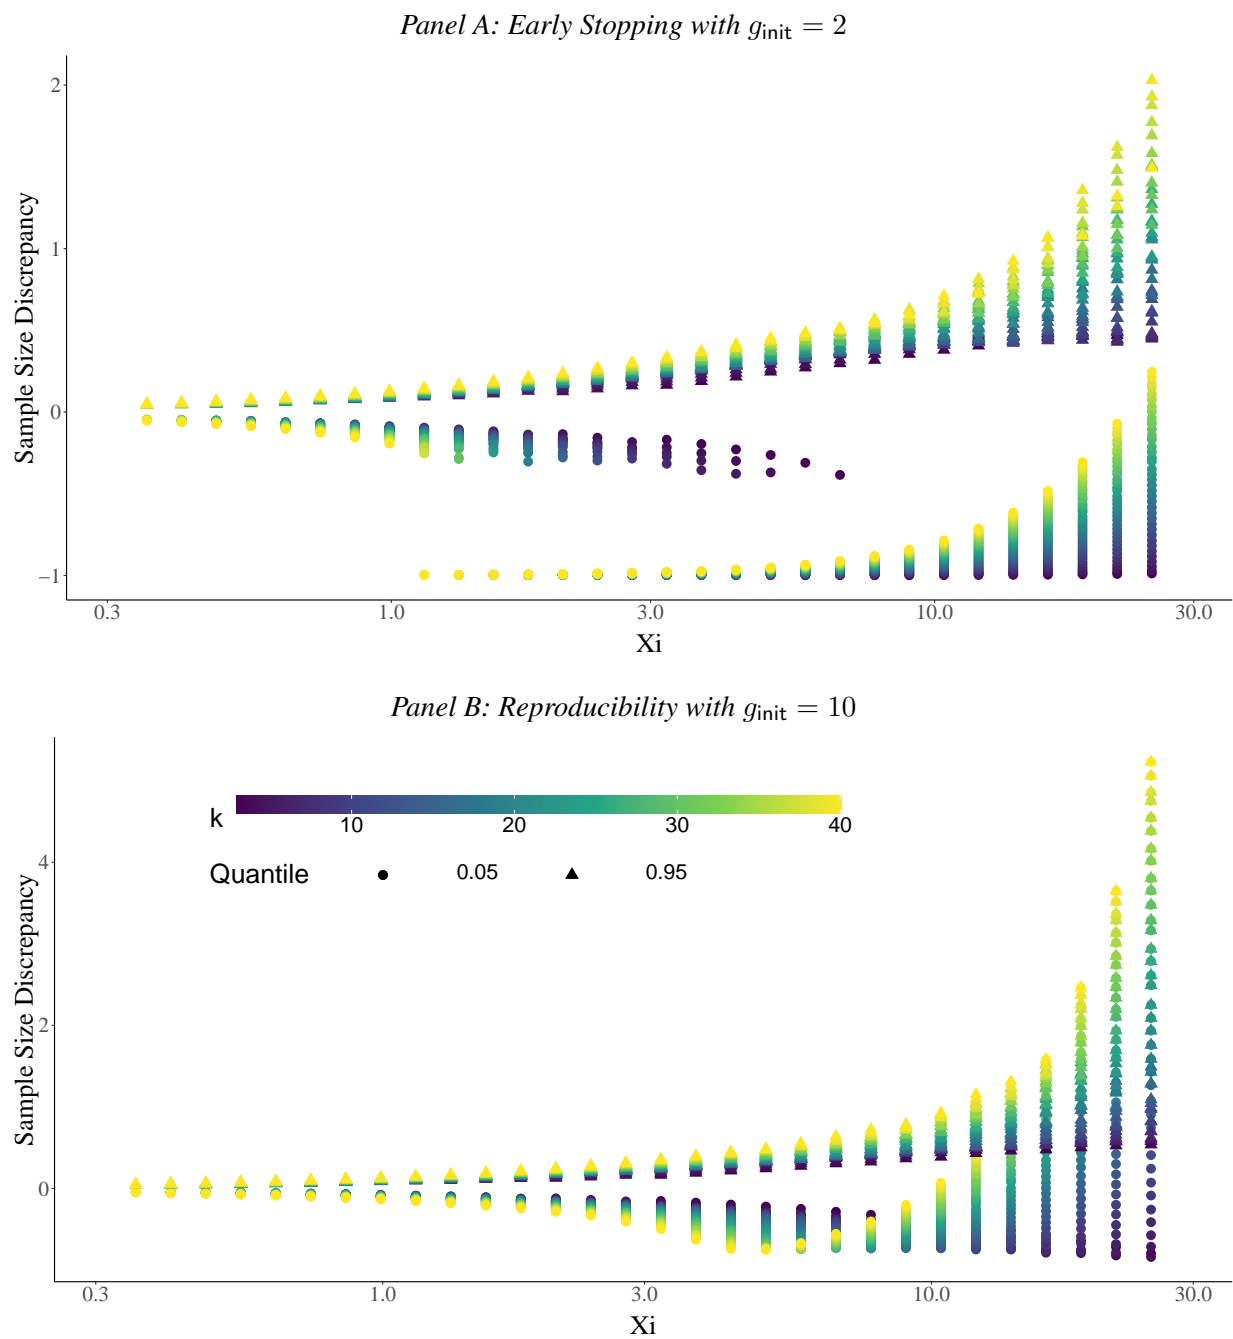 Panel A: Early Stopping with g_init = 2
Sample Size Discrepancy
2
1
0
−1
0.3 1.0 3.0 10.0 30.0
Xi
Panel B: Reproducibility with g_init = 10
Sample Size Discrepancy
4
2
0
k
10 20 30 40
Quantile 0.05 0.95
0.3 1.0 3.0 10.0 30.0
Xi